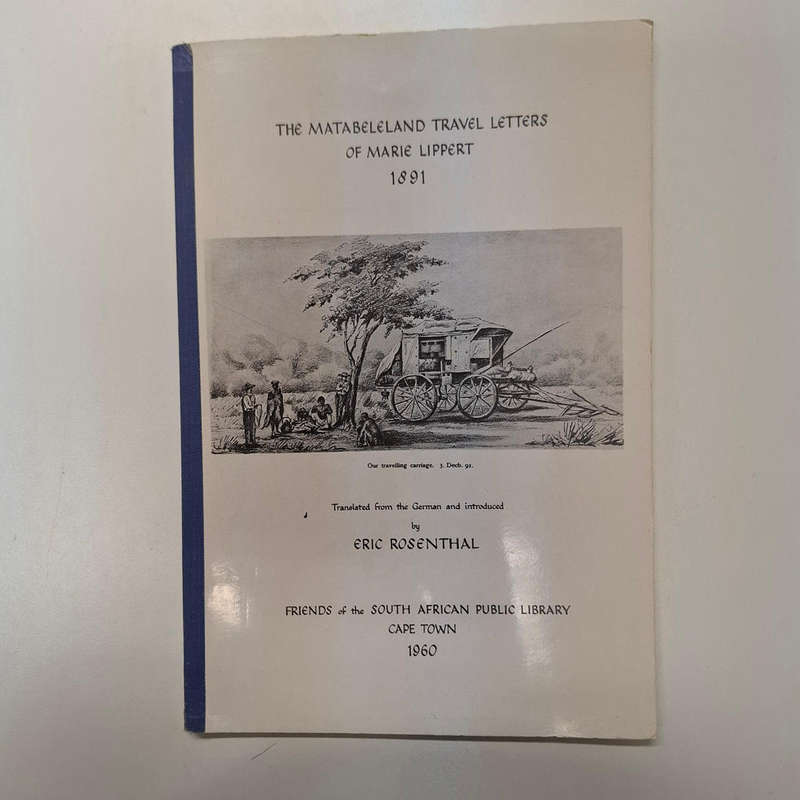 THE MATABELELAND TRAVEL LETTERS
OF MARIE LIPPERT
1891
Our travelling carriage. 3. Decb. 91.
Translated from the German and introduced
by
ERIC ROSENTHAL
FRIENDS of the SOUTH AFRICAN PUBLIC LIBRARY
CAPE TOWN
1960